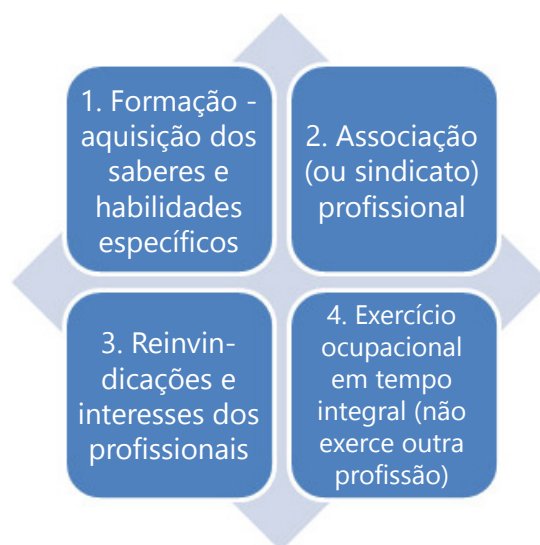 1. Formação -
aquisição dos
saberes e
habilidades
específicos
2. Associação
(ou sindicato)
profissional
3. Reinvin-
dicações e
interesses dos
profissionais
4. Exercício
ocupacional
em tempo
integral (não
exerce outra
profissão)